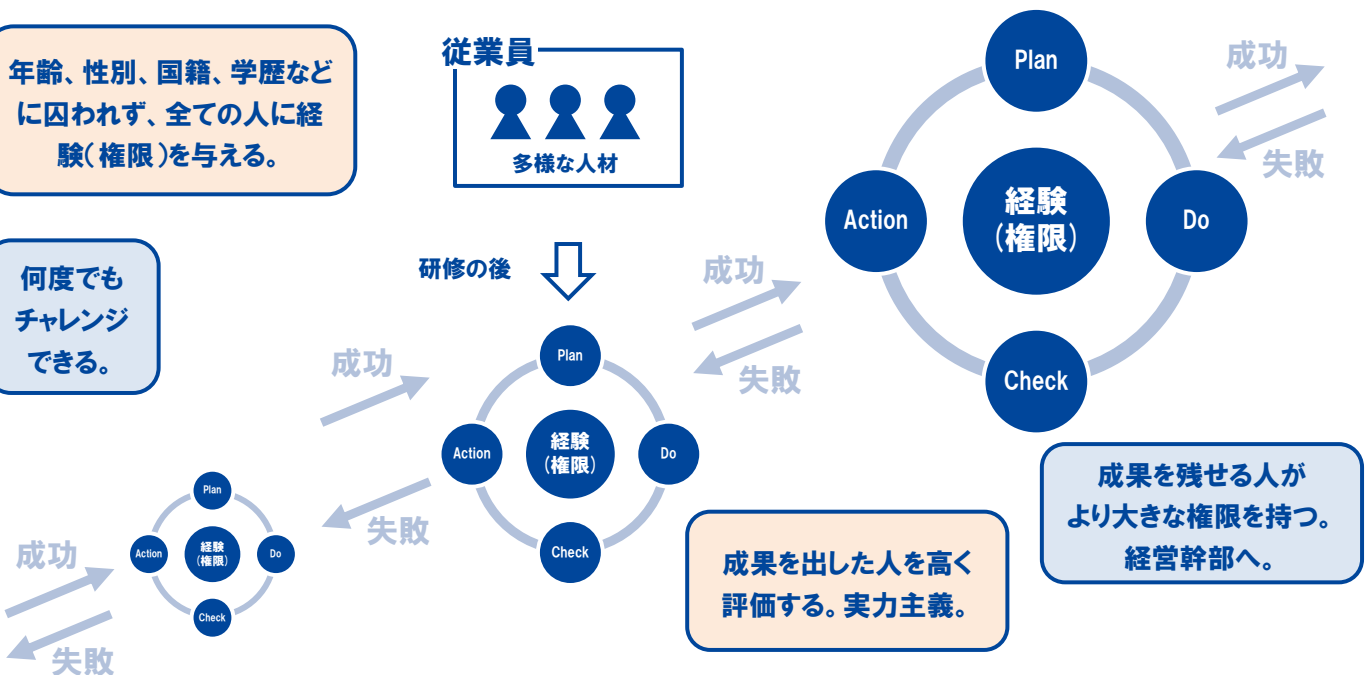 年齢、性別、国籍、学歴など
に囚われず、全ての人に経
験(権限)を与える。
従業員
多様な人材
何度でも
チャレンジ
できる。
研修の後
Plan
Action
経験
(権限)
Do
Check
成功
失敗
成功
失敗
Plan
Action
経験
(権限)
Do
Check
成功
失敗
Plan
Action
経験
(権限)
Do
Check
成功
失敗
成果を出した人を高く
評価する。実力主義。
成果を残せる人が
より大きな権限を持つ。
経営幹部へ。